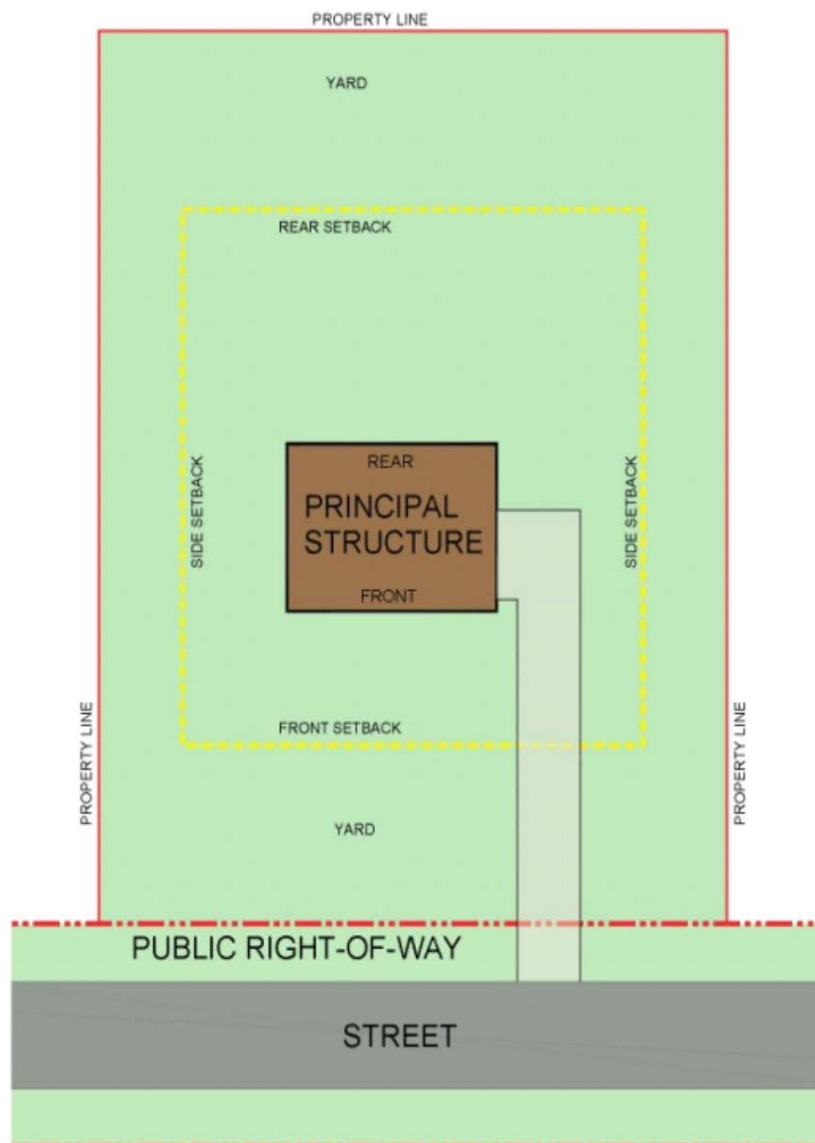 PROPERTY LINE
YARD
REAR SETBACK
SIDE SETBACK
REAR
PRINCIPAL
STRUCTURE
FRONT
SIDE SETBACK
FRONT SETBACK
PROPERTY LINE
PROPERTY LINE
YARD
PUBLIC RIGHT-OF-WAY
STREET